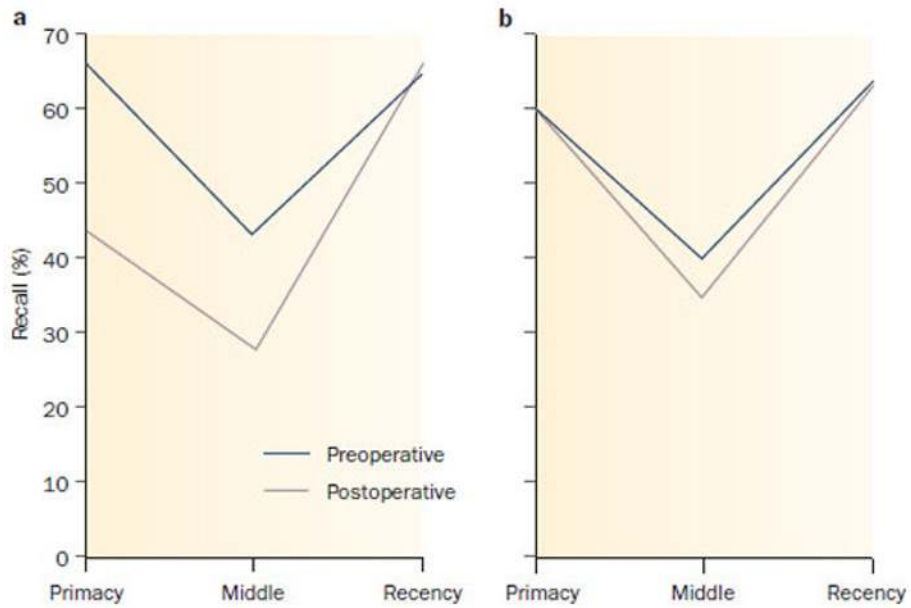 a
b
70
60
50
40
30
20
10
0
Recall (%)
Preoperative
Postoperative
Primacy Middle Recency
Primacy Middle Recency